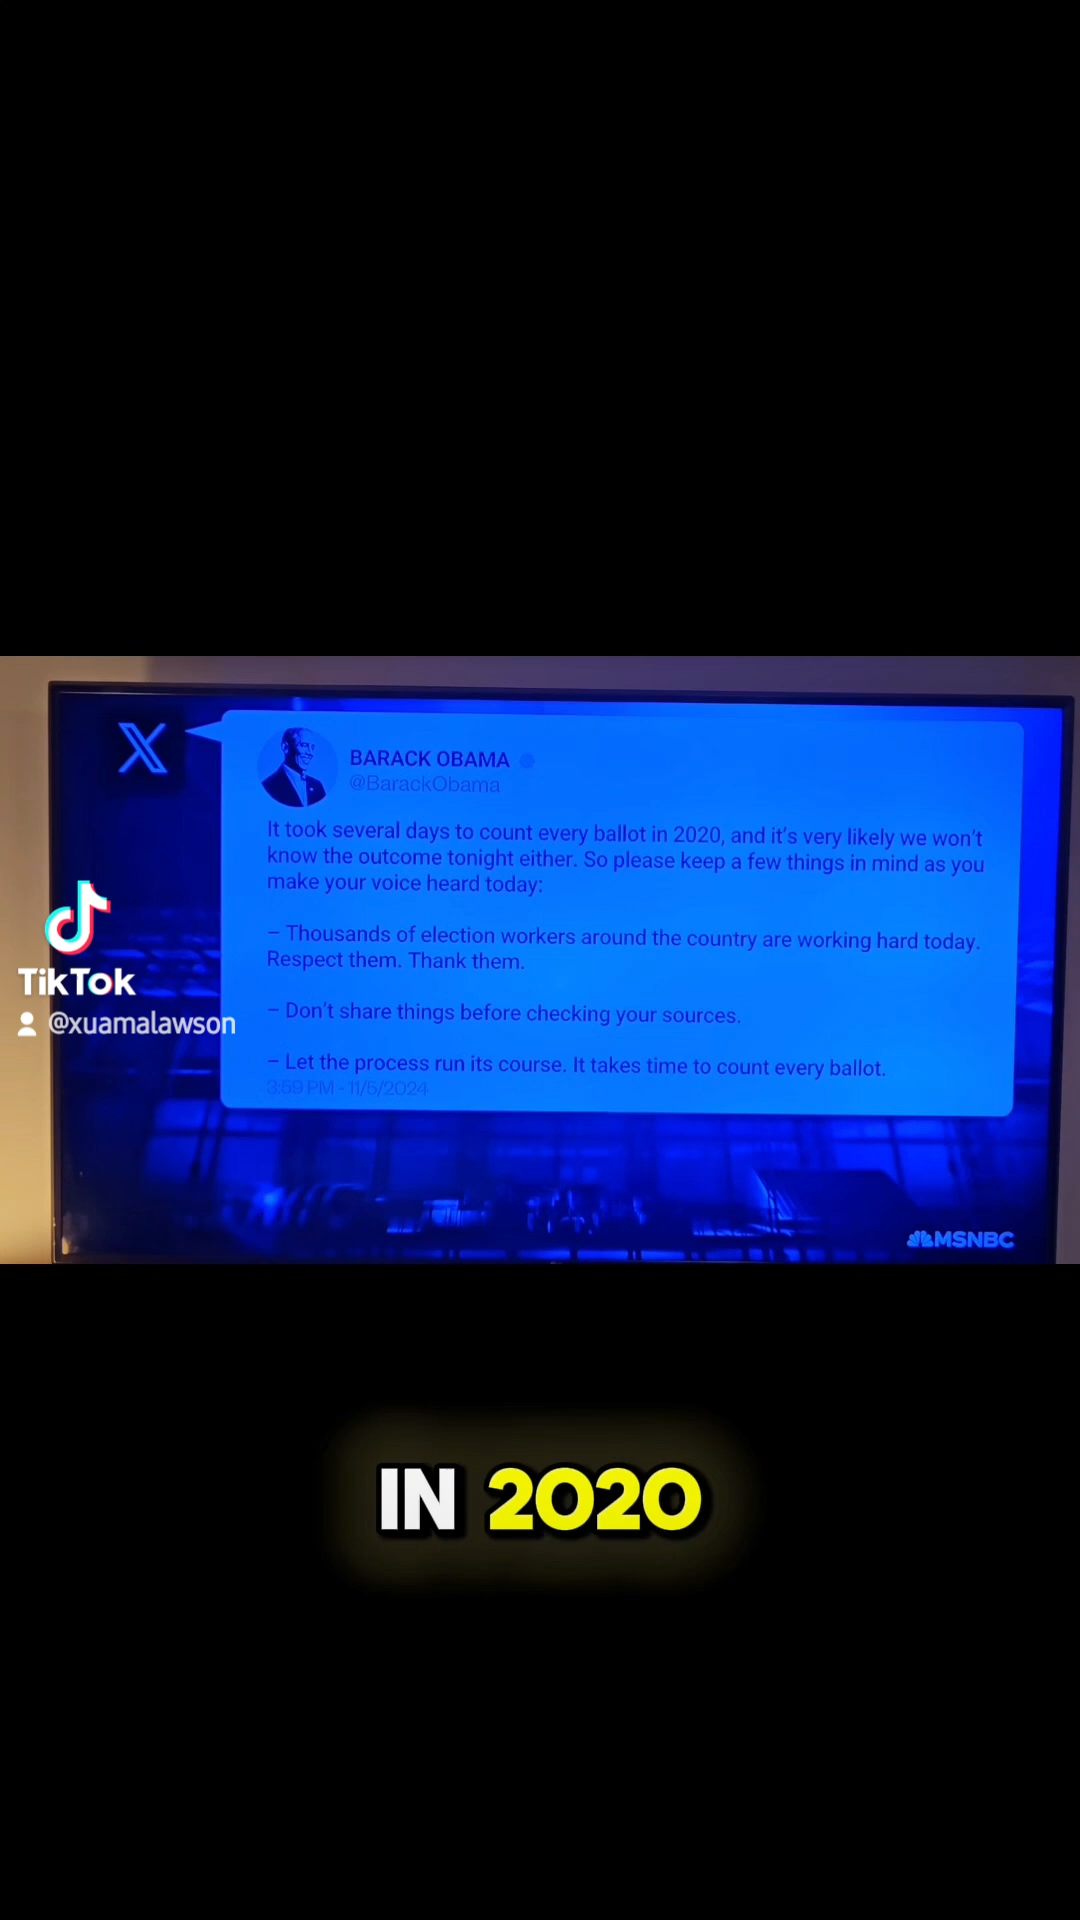 X
BARACK OBAMA
@BarackObama
It took several days to count every ballot in 2020, and it's very likely we won't
know the outcome tonight either. So please keep a few things in mind as you
make your voice heard today:
– Thousands of election workers around the country are working hard today.
Respect them. Thank them.
– Don't share things before checking your sources.
– Let the process run its course. It takes time to count every ballot.
3:59 PM - 11/5/2024
TikTok
@xuamalawson
MSNBC
IN 2020